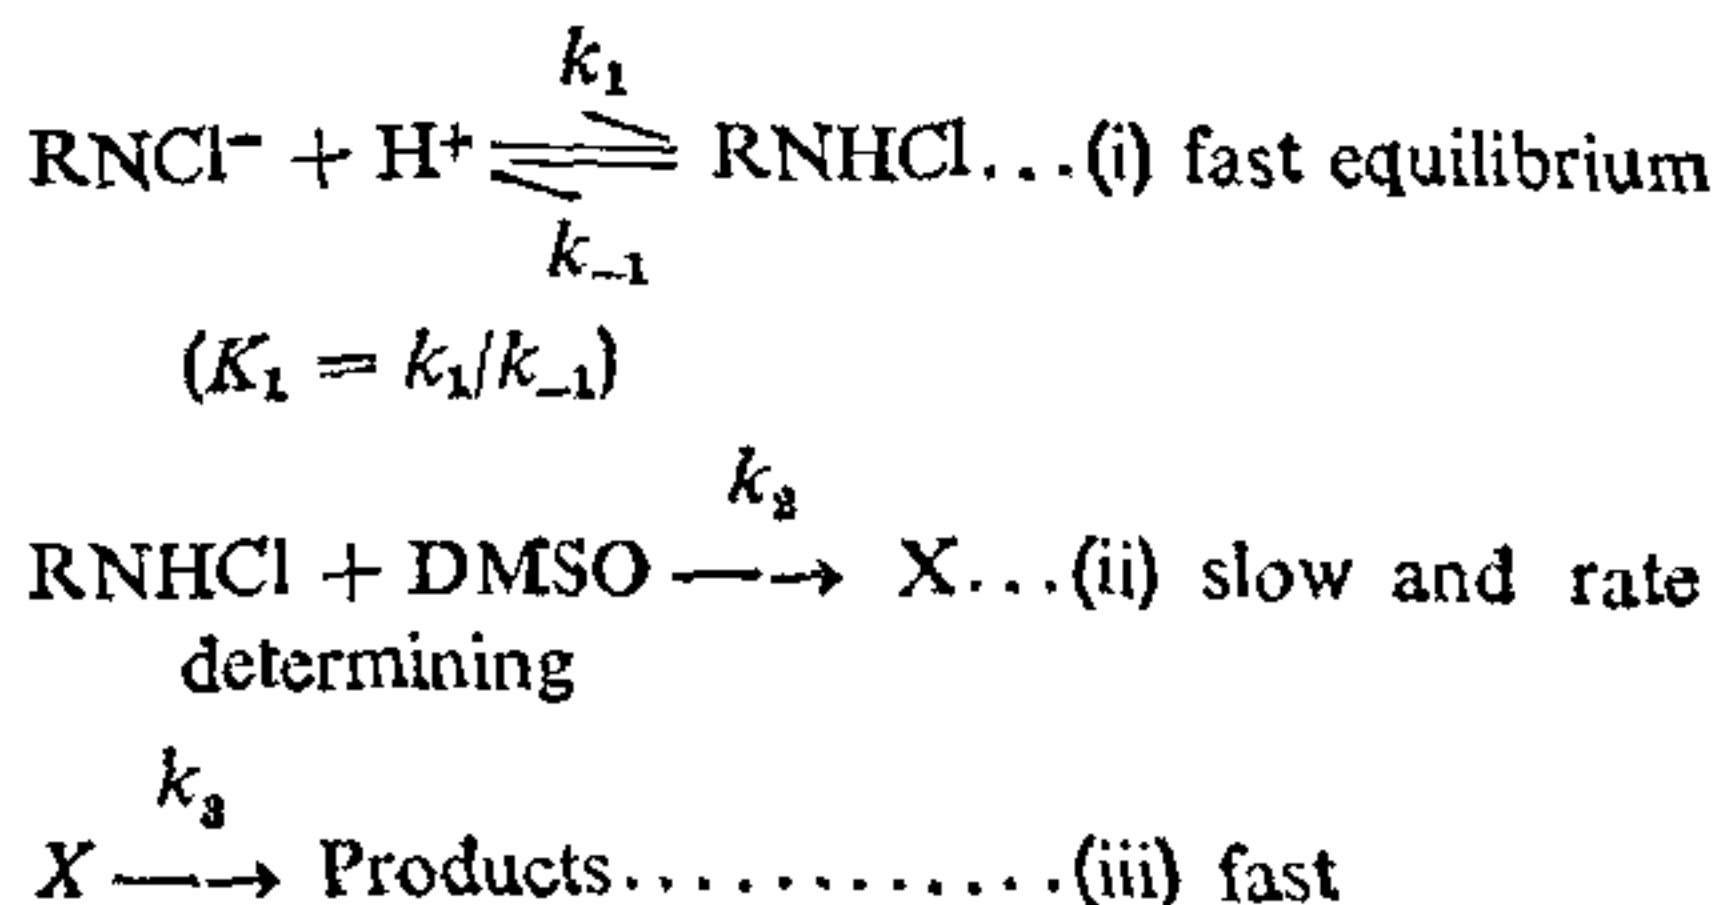 k₁
RNCl⁻ + H⁺ ⇌ RNHCl...(i) fast equilibrium
k₋₁
(K₁ = k₁/k₋₁)
k₂
RNHCl + DMSO → X...(ii) slow and rate
determining
k₃
X → Products.............(iii) fast